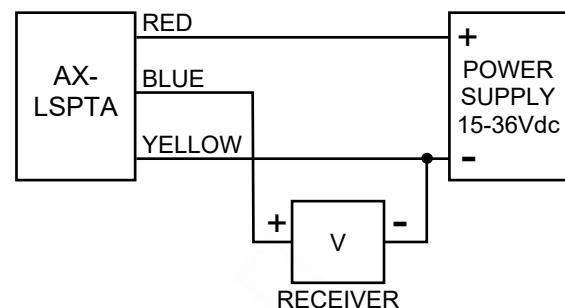 RED
+
AX-
LSPTA
BLUE
POWER
SUPPLY
15-36Vdc
YELLOW
-
+
-
V
RECEIVER